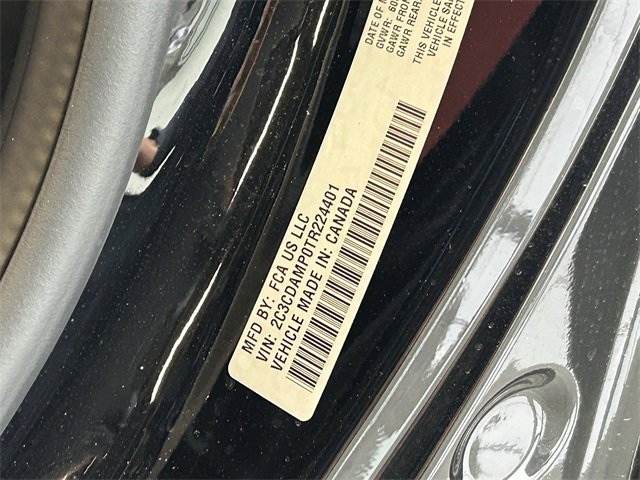 DATE OF M
GVWR: 60
GAWR FRO
GAWR REAR
THIS VEHICLE
VEHICLE SA
IN EFFECT
MFD BY: FCA US LLC
VIN: 2C3CDAMP0TR224401
VEHICLE MADE IN: CANADA